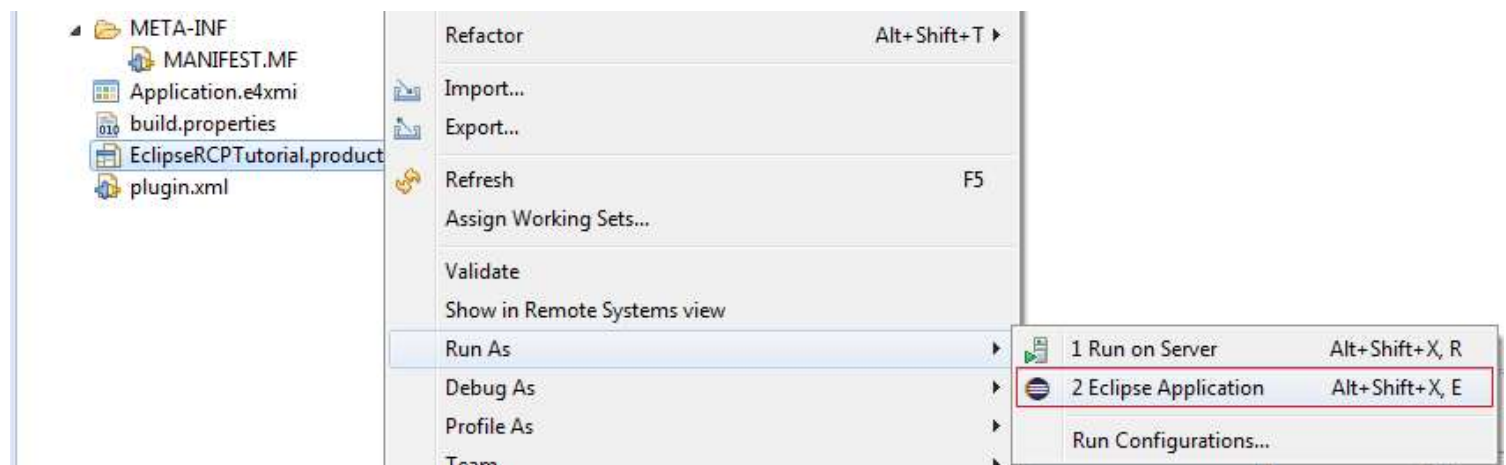 META-INF
MANIFEST.MF
Application.e4xmi
build.properties
EclipseRCPTutorial.product
plugin.xml
Refactor Alt+Shift+T
Import...
Export...
Refresh F5
Assign Working Sets...
Validate
Show in Remote Systems view
Run As
Debug As
Profile As
Team
1 Run on Server Alt+Shift+X, R
2 Eclipse Application Alt+Shift+X, E
Run Configurations...